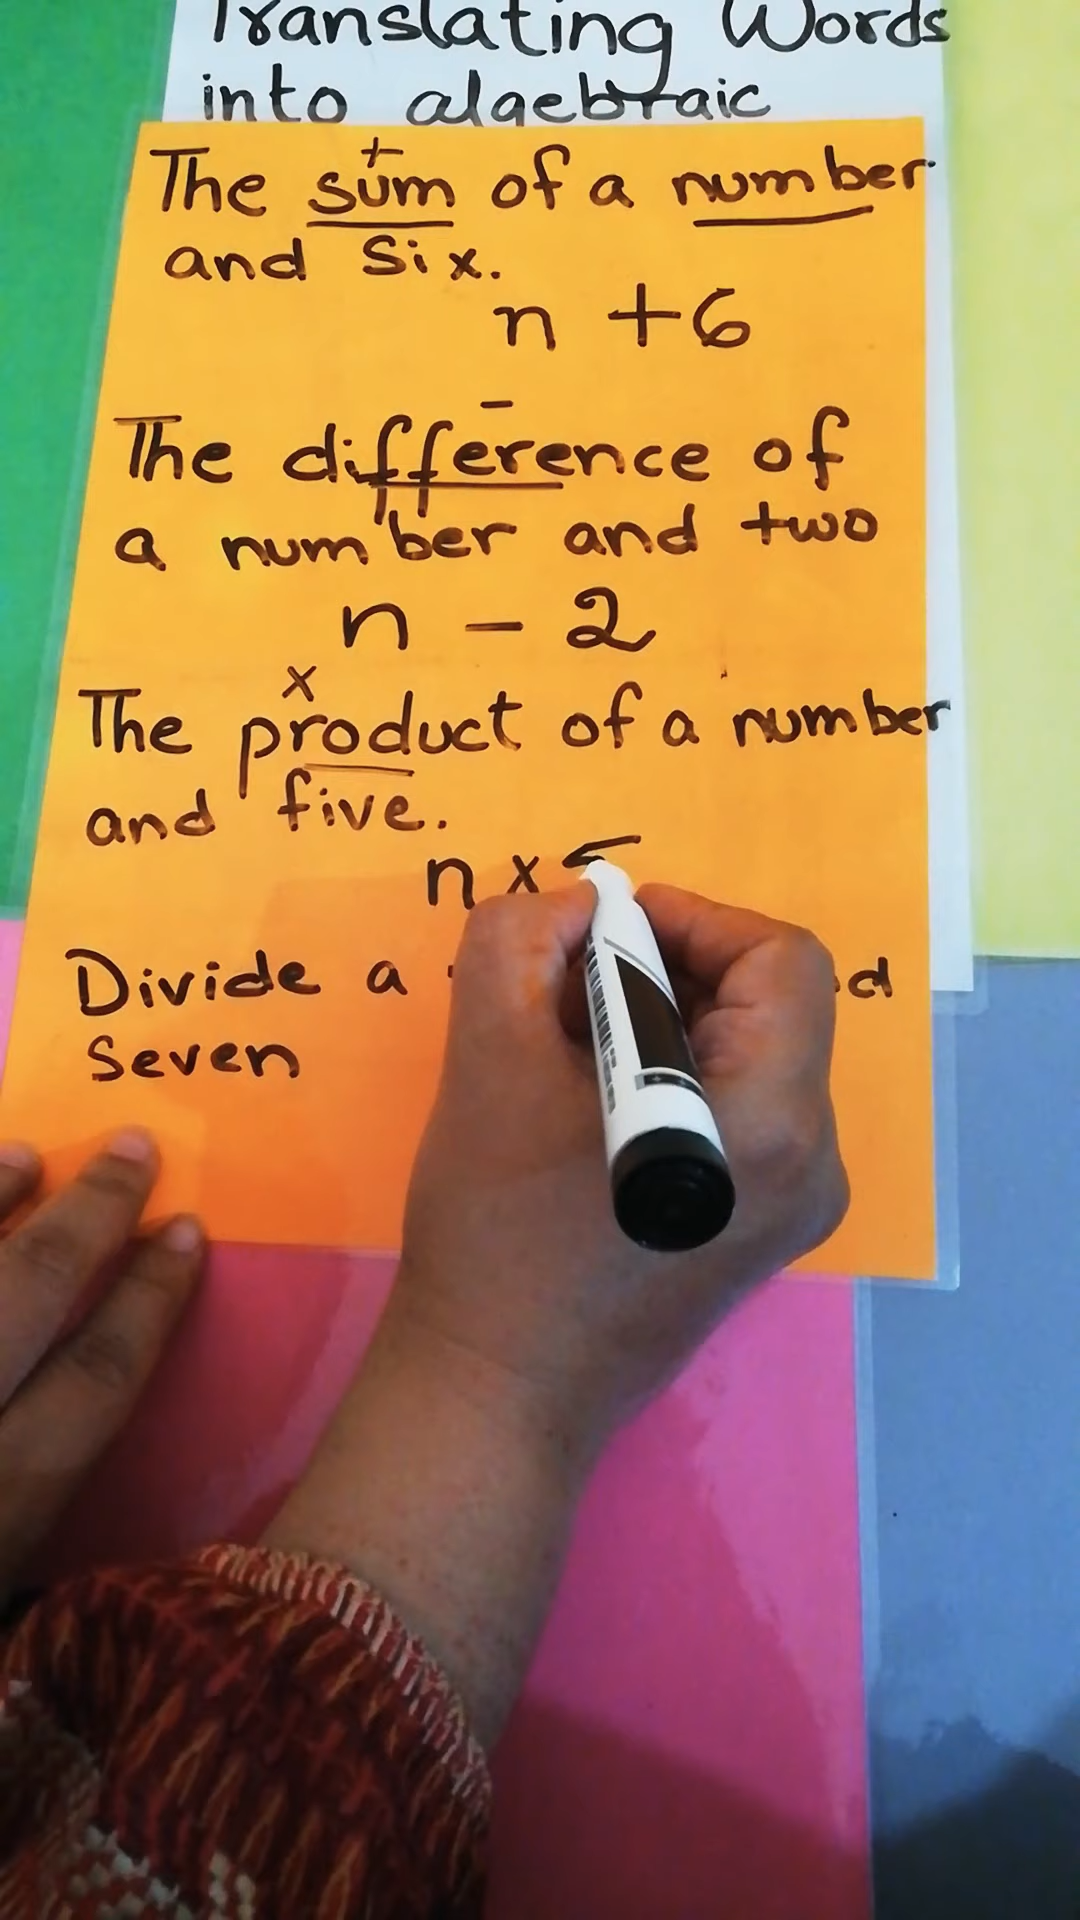 Translating Words
into algebraic
+
The sum of a number
and six.
n + 6
-
The difference of
a number and two
n - 2
x
The product of a number
and five.
n x
Divide a
seven